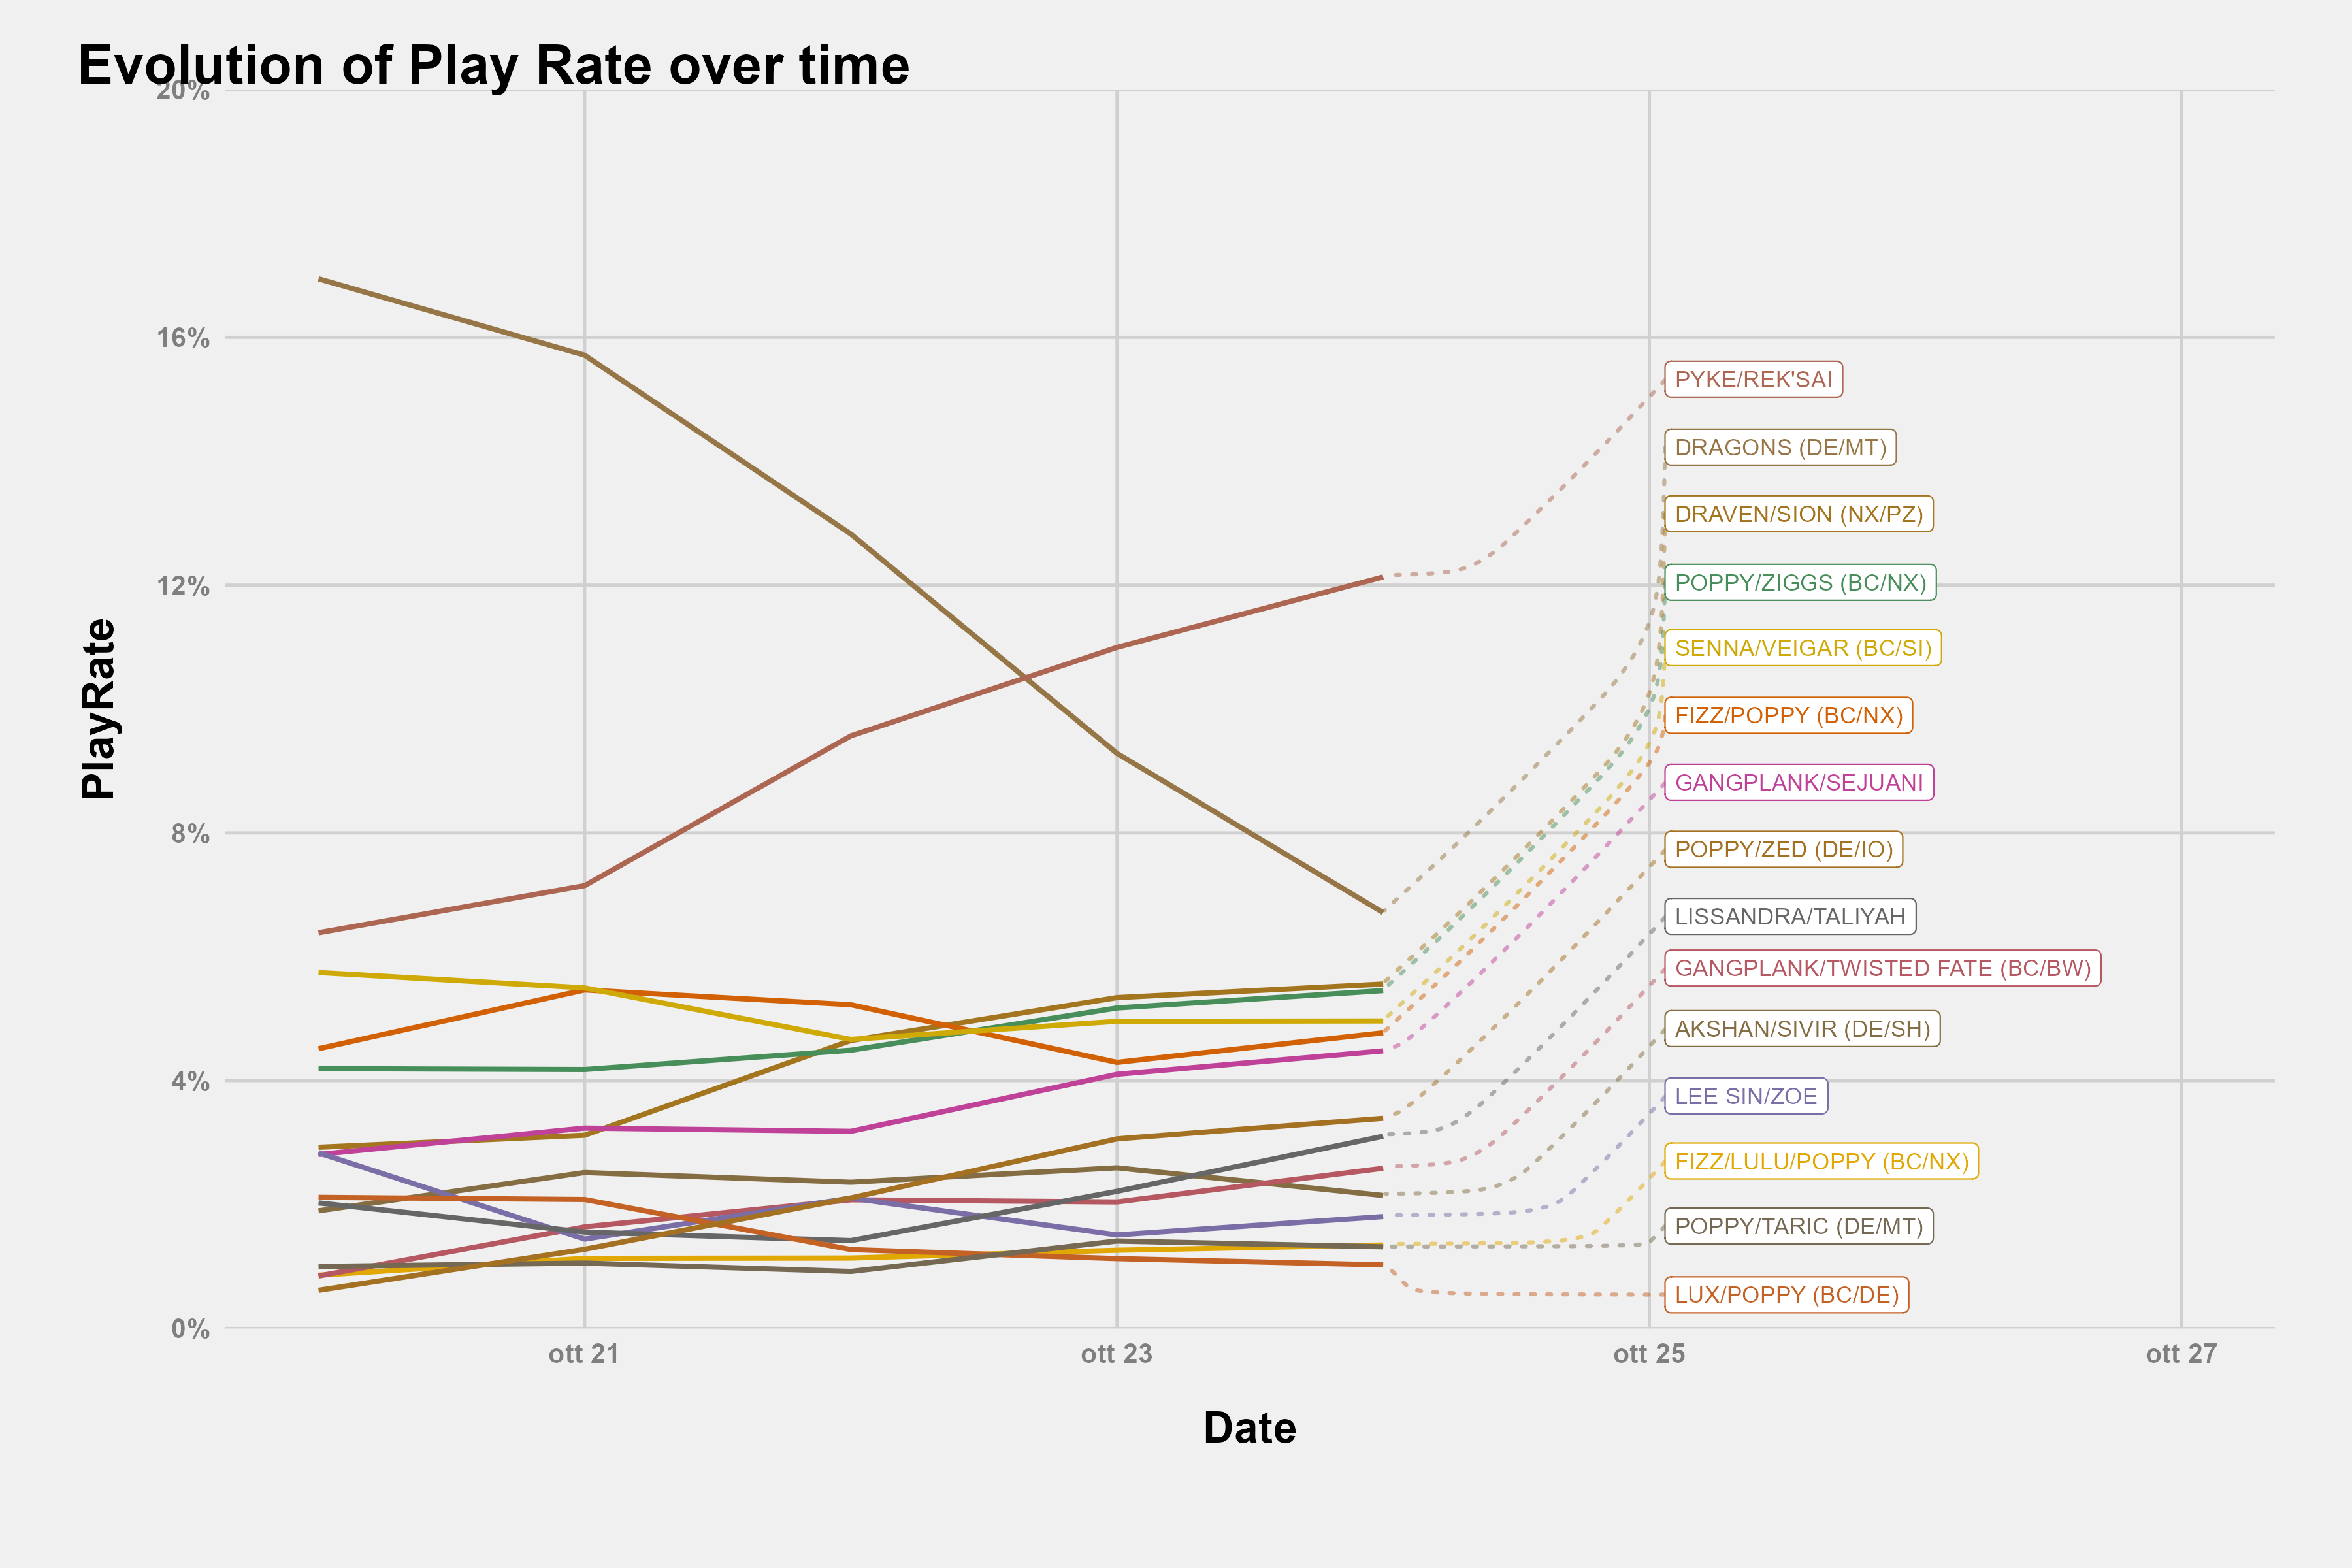 Evolution of Play Rate over time
20%
16%
12%
8%
4%
0%
PlayRate
PYKE/REK'SAI
DRAGONS (DE/MT)
DRAVEN/SION (NX/PZ)
POPPY/ZIGGS (BC/NX)
SENNA/VEIGAR (BC/SI)
FIZZ/POPPY (BC/NX)
GANGPLANK/SEJUANI
POPPY/ZED (DE/IO)
LISSANDRA/TALIYAH
GANGPLANK/TWISTED FATE (BC/BW)
AKSHAN/SIVIR (DE/SH)
LEE SIN/ZOE
FIZZ/LULU/POPPY (BC/NX)
POPPY/TARIC (DE/MT)
LUX/POPPY (BC/DE)
ott 21
ott 23
ott 25
ott 27
Date